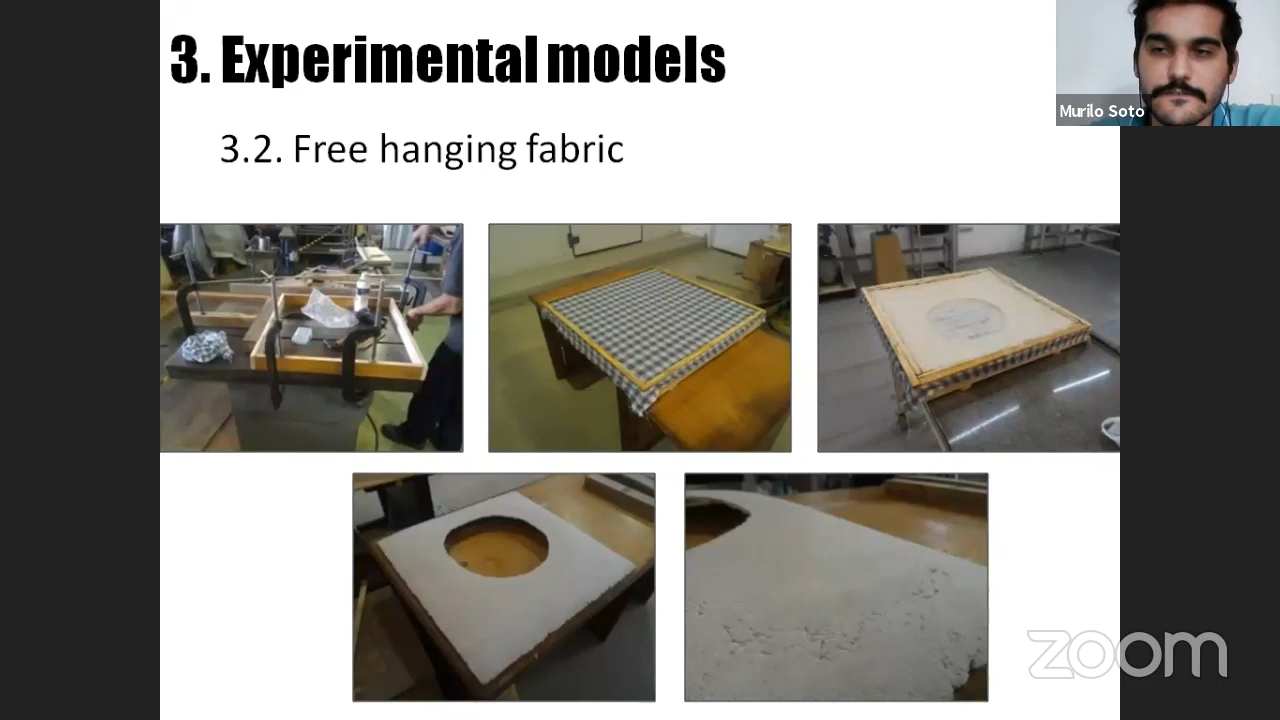 3. Experimental models
Murilo Soto
3.2. Free hanging fabric
zoom